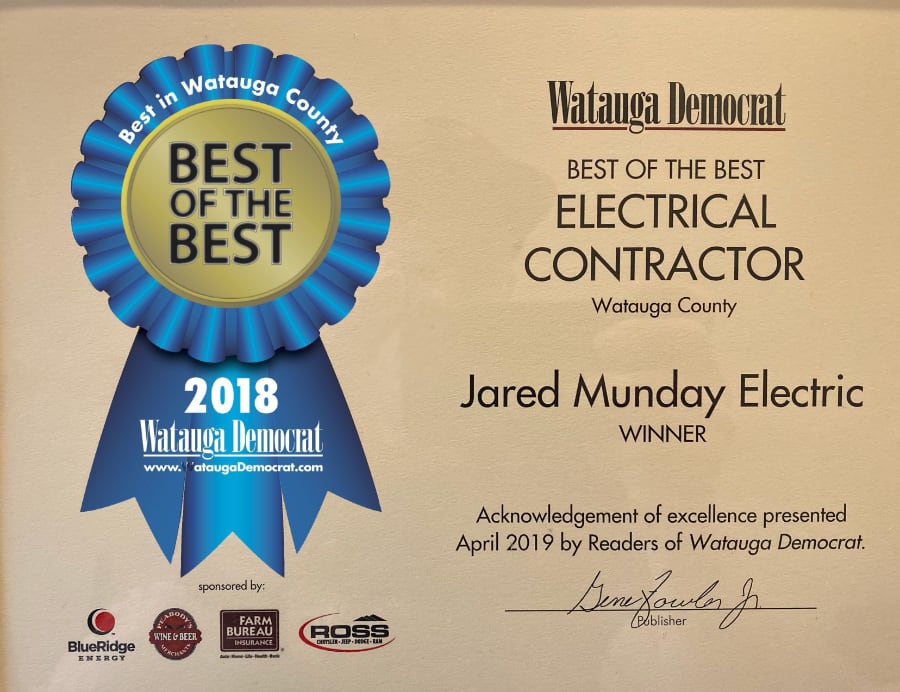 Best in Watauga County
BEST
OF THE
BEST
2018
Watauga Democrat
www.WataugaDemocrat.com
sponsored by:
BlueRidge
ENERGY
PEABODY'S
WINE & BEER
MERCHANTS
FARM
BUREAU
INSURANCE
Auto • Home • Life • Health • Bank
ROSS
CHRYSLER • JEEP • DODGE • RAM
Watauga Democrat
BEST OF THE BEST
ELECTRICAL
CONTRACTOR
Watauga County
Jared Munday Electric
WINNER
Acknowledgement of excellence presented
April 2019 by Readers of Watauga Democrat.
Gene Fowler Jr.
Publisher